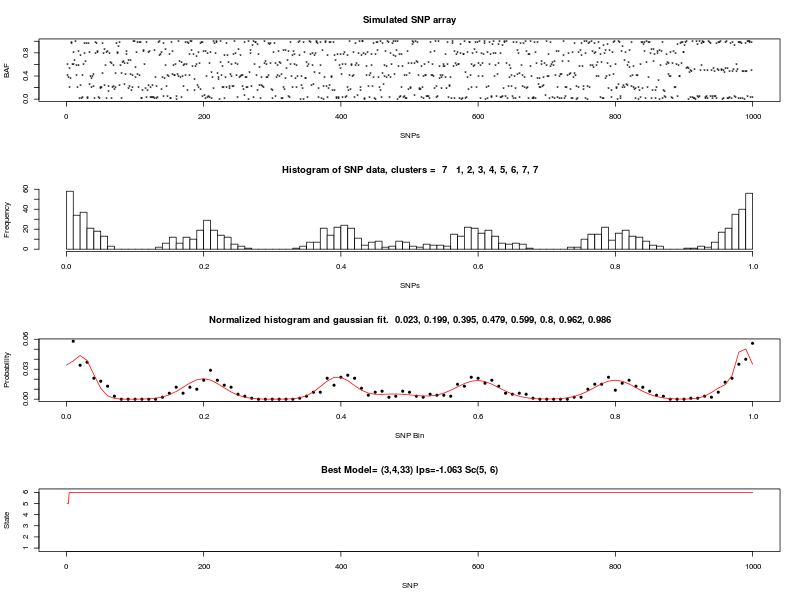 Simulated SNP array
BAF
0.0 0.4 0.8
0 200 400 600 800 1000
SNPs
Histogram of SNP data, clusters = 7 1, 2, 3, 4, 5, 6, 7, 7
Frequency
0 20 40 60
0.0 0.2 0.4 0.6 0.8 1.0
SNPs
Normalized histogram and gaussian fit. 0.023, 0.199, 0.395, 0.479, 0.599, 0.8, 0.962, 0.986
Probability
0.00 0.03 0.06
0.0 0.2 0.4 0.6 0.8 1.0
SNP Bin
Best Model= (3,4,33) lps=-1.063 Sc(5, 6)
State
1 2 3 4 5 6
0 200 400 600 800 1000
SNP